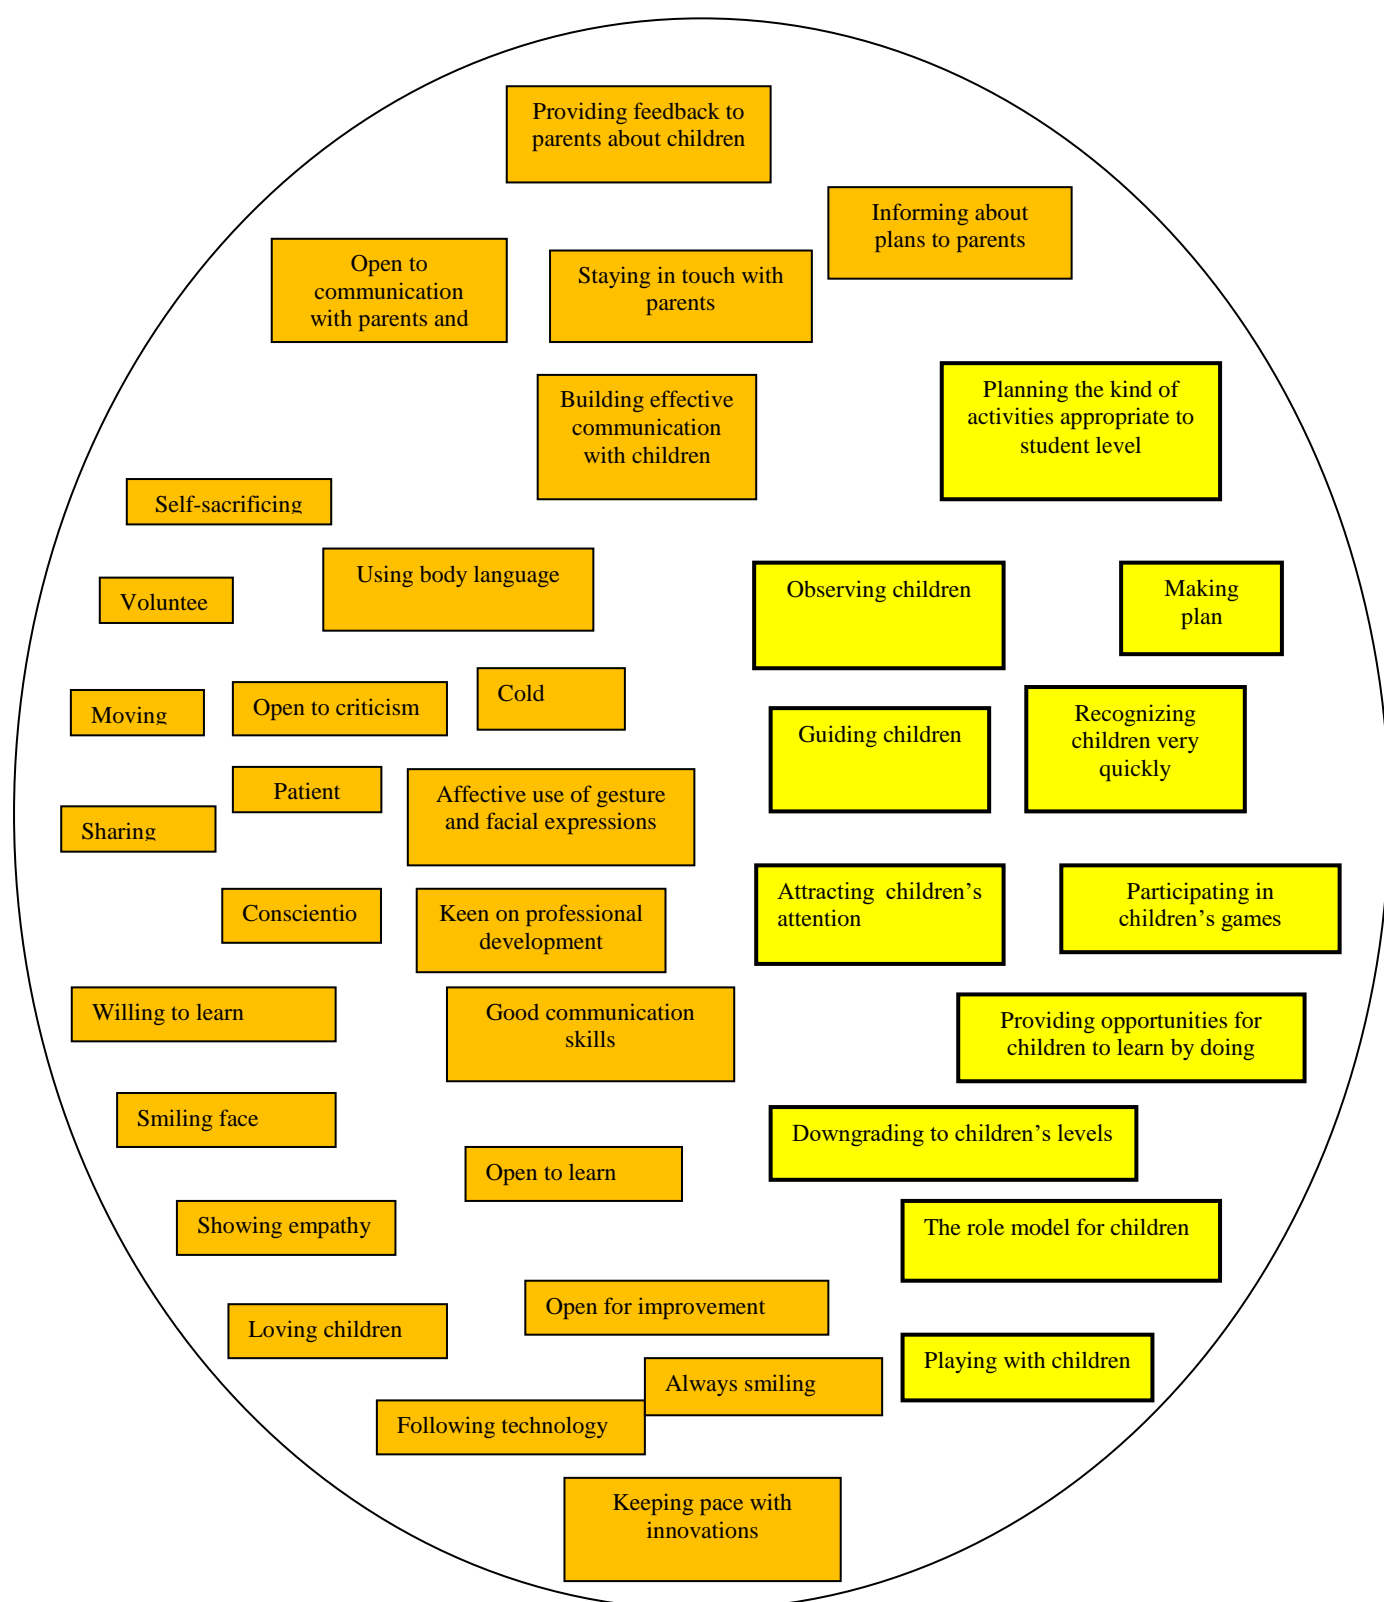 Providing feedback to
parents about children
Informing about
plans to parents
Open to
communication
with parents and
Staying in touch with
parents
Building effective
communication
with children
Planning the kind of
activities appropriate to
student level
Self-sacrificing
Using body language
Observing children
Making
plan
Voluntee
Cold
Open to criticism
Moving
Guiding children
Recognizing
children very
quickly
Patient
Affective use of gesture
and facial expressions
Sharing
Attracting children’s
attention
Participating in
children’s games
Conscientio
Keen on professional
development
Willing to learn
Good communication
skills
Providing opportunities for
children to learn by doing
Smiling face
Downgrading to children’s levels
Open to learn
Showing empathy
The role model for children
Open for improvement
Loving children
Playing with children
Always smiling
Following technology
Keeping pace with
innovations